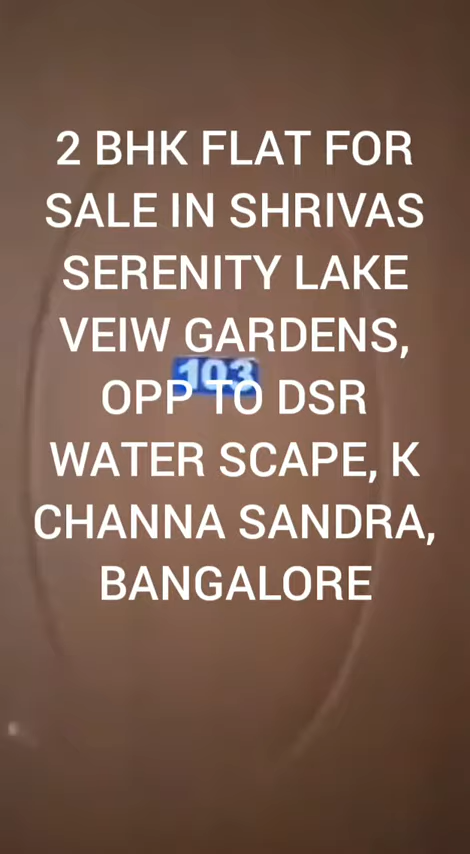 2 BHK FLAT FOR
SALE IN SHRIVAS
SERENITY LAKE
VEIW GARDENS,
103
OPP TO DSR
WATER SCAPE, K
CHANNA SANDRA,
BANGALORE